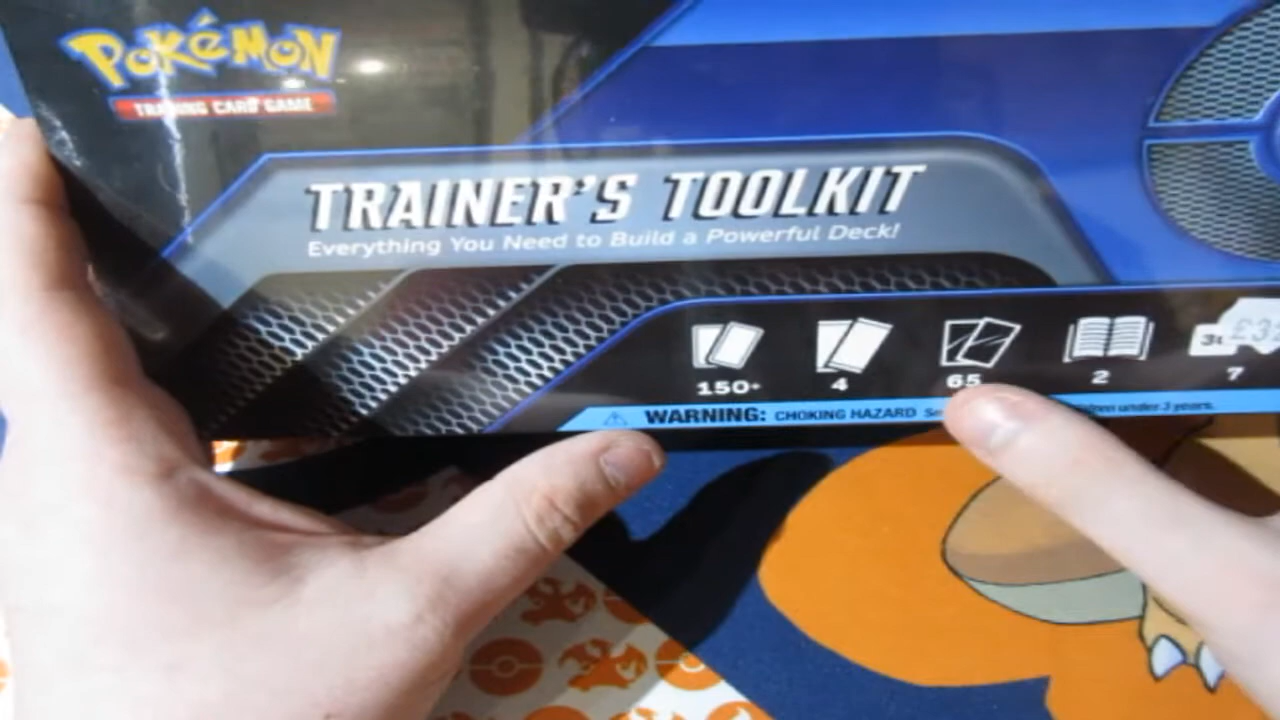 POKéMON
TRADING CARD GAME
TRAINER'S TOOLKIT
Everything You Need to Build a Powerful Deck!
150+ 4 65 2 7
WARNING: CHOKING HAZARD under 3 years.